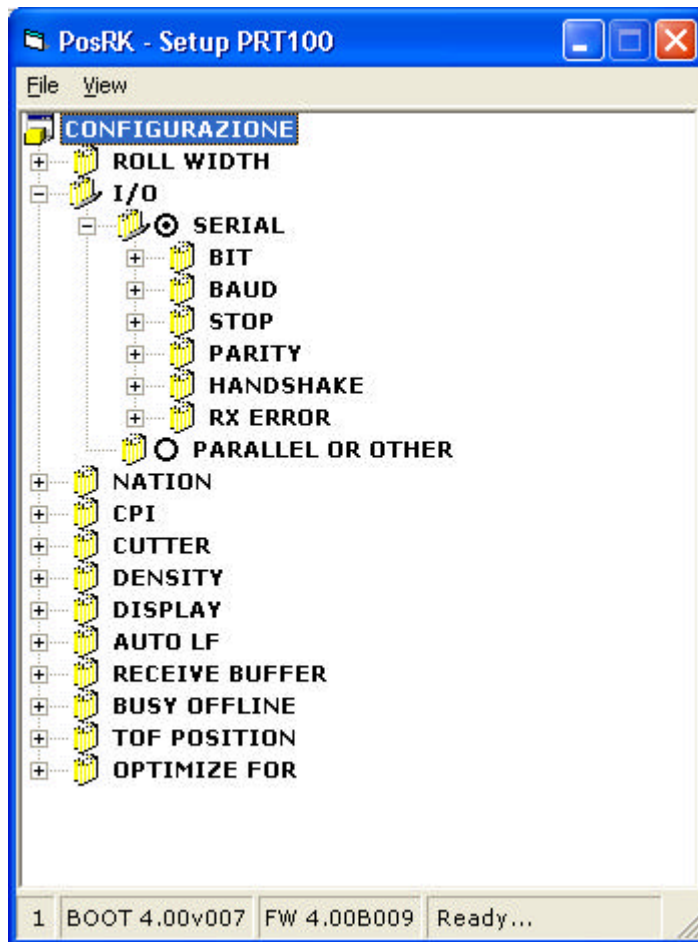 PosRK - Setup PRT100
File View
CONFIGURAZIONE
ROLL WIDTH
I/O
SERIAL
BIT
BAUD
STOP
PARITY
HANDSHAKE
RX ERROR
PARALLEL OR OTHER
NATION
CPI
CUTTER
DENSITY
DISPLAY
AUTO LF
RECEIVE BUFFER
BUSY OFFLINE
TOF POSITION
OPTIMIZE FOR
1 BOOT 4.00v007 FW 4.00B009 Ready...